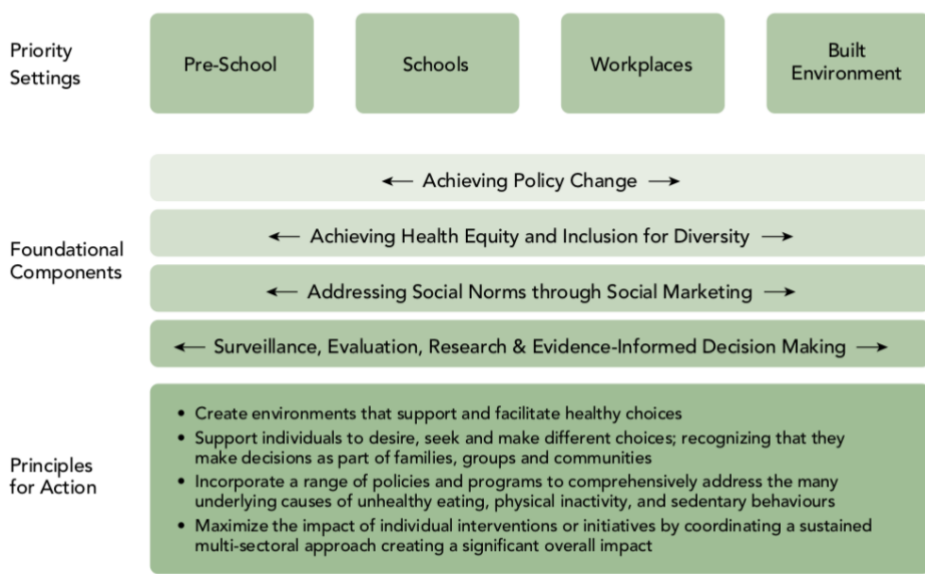 Priority
Settings
Pre-School
Schools
Workplaces
Built
Environment
Foundational
Components
← Achieving Policy Change →
← Achieving Health Equity and Inclusion for Diversity →
← Addressing Social Norms through Social Marketing →
← Surveillance, Evaluation, Research & Evidence-Informed Decision Making →
Principles
for Action
• Create environments that support and facilitate healthy choices
• Support individuals to desire, seek and make different choices; recognizing that they
make decisions as part of families, groups and communities
• Incorporate a range of policies and programs to comprehensively address the many
underlying causes of unhealthy eating, physical inactivity, and sedentary behaviours
• Maximize the impact of individual interventions or initiatives by coordinating a sustained
multi-sectoral approach creating a significant overall impact